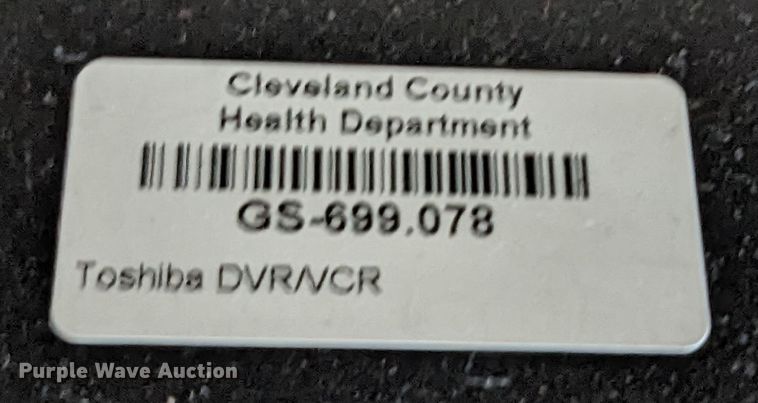 Cleveland County
Health Department
GS-699.078
Toshiba DVR/VCR
Purple Wave Auction